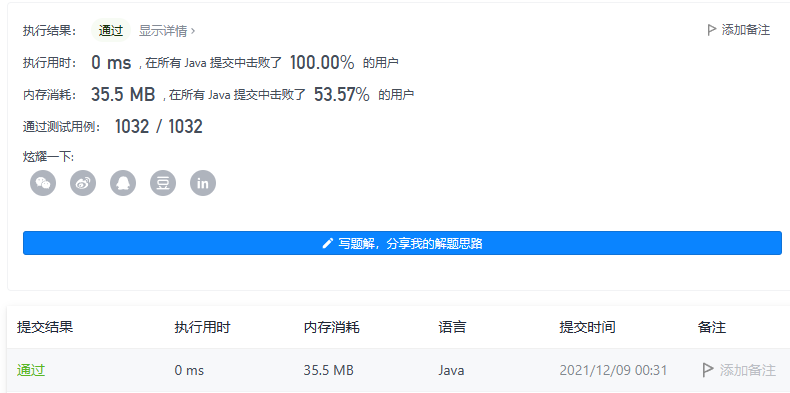 执行结果： 通过 显示详情 › 添加备注
执行用时： 0 ms , 在所有 Java 提交中击败了 100.00% 的用户
内存消耗： 35.5 MB , 在所有 Java 提交中击败了 53.57% 的用户
通过测试用例： 1032 / 1032
炫耀一下:
豆 in
写题解，分享我的解题思路
提交结果 执行用时 内存消耗 语言 提交时间 备注
通过 0 ms 35.5 MB Java 2021/12/09 00:31 添加备注